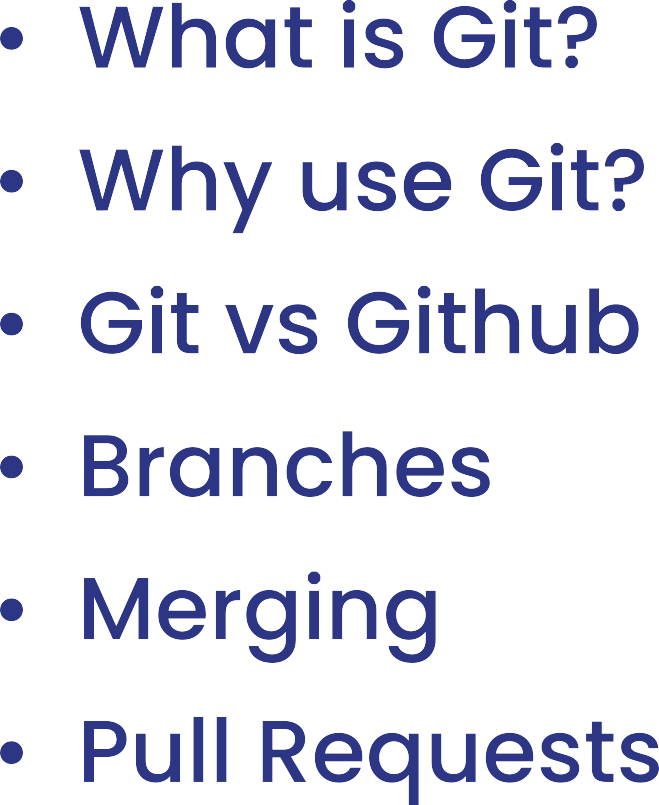 • What is Git?
• Why use Git?
• Git vs Github
• Branches
• Merging
• Pull Requests